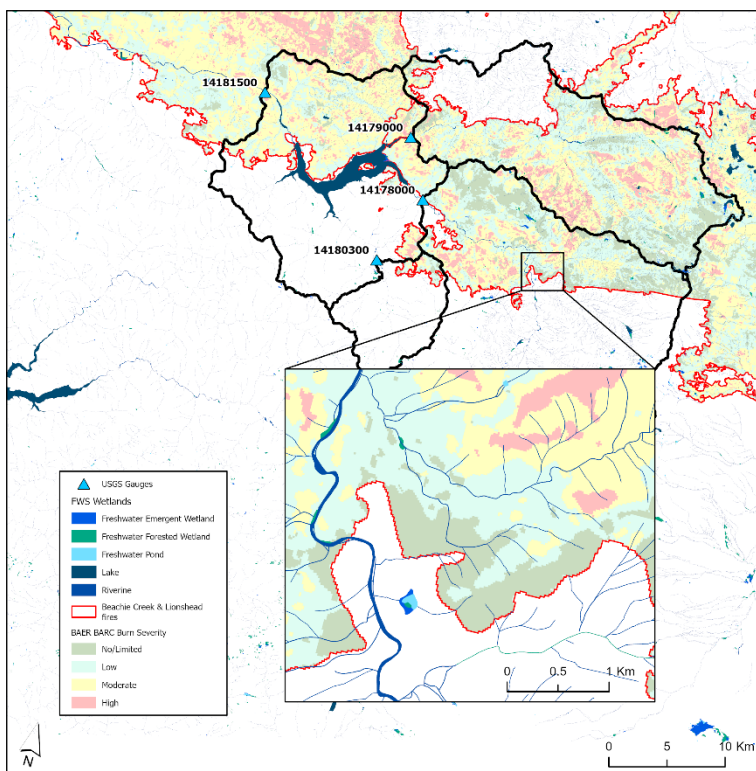 14181500
14179000
14178000
14180300
USGS Gauges
FWS Wetlands
Freshwater Emergent Wetland
Freshwater Forested Wetland
Freshwater Pond
Lake
Riverine
Beachie Creek & Lionshead
fires
BAER BARC Burn Severity
No/Limited
Low
Moderate
High
0 0.5 1 Km
N
0 5 10 Km